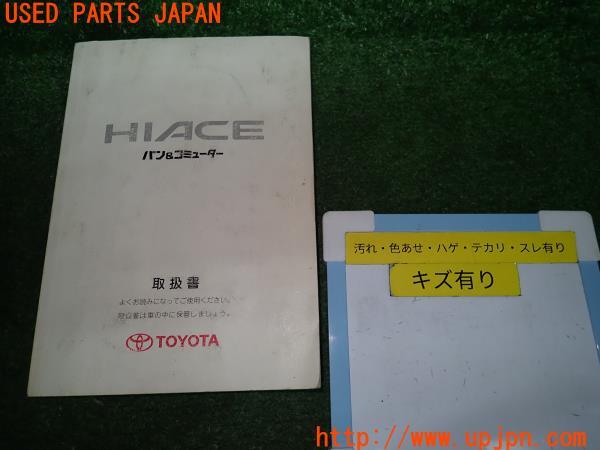 USED PARTS JAPAN
HIACE
バン&コミューター
取扱書
よくお読みになってご使用ください。
取扱書は車の中に保管しましょう。
TOYOTA
汚れ・色あせ・ハゲ・テカリ・スレ有り
キズ有り
http://www.upjpn.com